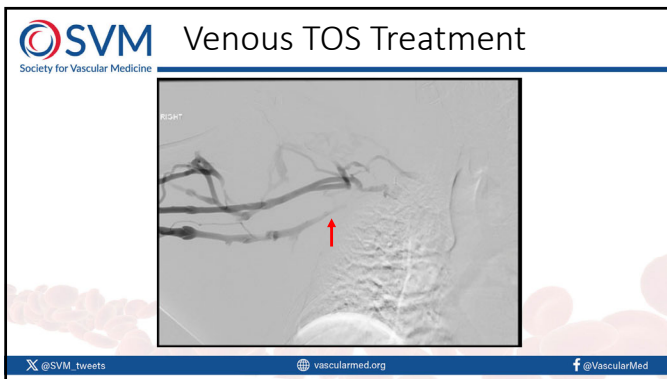 SVM
Society for Vascular Medicine
Venous TOS Treatment
RIGHT
@SVM_tweets
vascularmed.org
@VascularMed